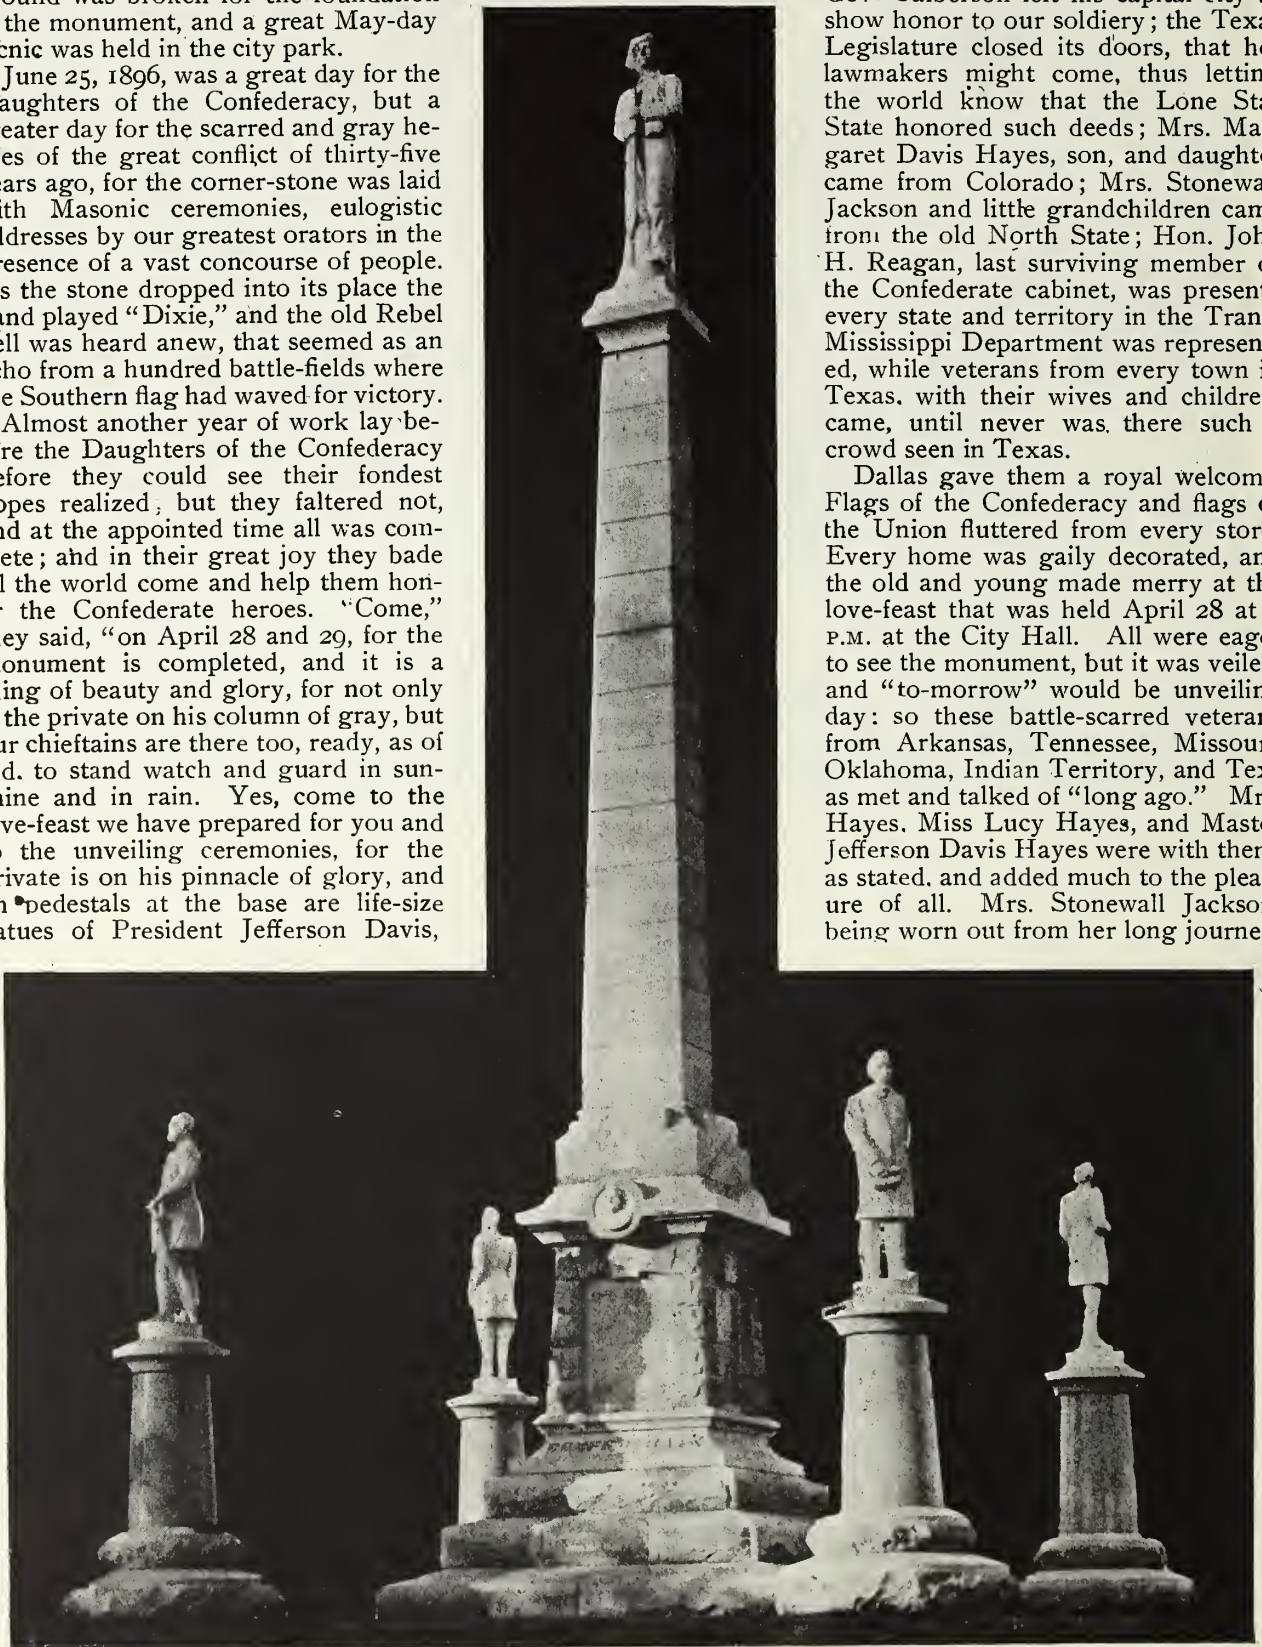 the monument, and a great May-day
nic was held in the city park.
June 25, 1896, was a great day for the
aughters of the Confederacy, but a
eater day for the scarred and gray he-
es of the great conflict of thirty-five
ars ago, for the corner-stone was laid
ith Masonic ceremonies, eulogistic
ddresses by our greatest orators in the
resence of a vast concourse of people.
s the stone dropped into its place the
and played "Dixie," and the old Rebel
ell was heard anew, that seemed as an
ho from a hundred battle-fields where
e Southern flag had waved for victory.
Almost another year of work lay be-
re the Daughters of the Confederacy
efore they could see their fondest
opes realized; but they faltered not,
nd at the appointed time all was com-
ete; and in their great joy they bade
l the world come and help them hon-
r the Confederate heroes. "Come,"
ey said, "on April 28 and 29, for the
onument is completed, and it is a
ing of beauty and glory, for not only
the private on his column of gray, but
ur chieftains are there too, ready, as of
d, to stand watch and guard in sun-
ine and in rain. Yes, come to the
ve-feast we have prepared for you and
the unveiling ceremonies, for the
rivate is on his pinnacle of glory, and
n pedestals at the base are life-size
atues of President Jefferson Davis,
show honor to our soldiery; the Texa
Legislature closed its doors, that he
lawmakers might come, thus lettin
the world know that the Lone Sta
State honored such deeds; Mrs. Ma
garet Davis Hayes, son, and daught
came from Colorado; Mrs. Stonewa
Jackson and little grandchildren cam
from the old North State; Hon. Joh
H. Reagan, last surviving member o
the Confederate cabinet, was present
every state and territory in the Tran
Mississippi Department was represen
ed, while veterans from every town i
Texas, with their wives and childre
came, until never was there such
crowd seen in Texas.
Dallas gave them a royal welcom
Flags of the Confederacy and flags o
the Union fluttered from every stor
Every home was gaily decorated, an
the old and young made merry at th
love-feast that was held April 28 at
P.M. at the City Hall. All were eag
to see the monument, but it was veile
and "to-morrow" would be unveilin
day: so these battle-scarred veteran
from Arkansas, Tennessee, Missour
Oklahoma, Indian Territory, and Tex
as met and talked of "long ago." Mr
Hayes, Miss Lucy Hayes, and Mast
Jefferson Davis Hayes were with them
as stated, and added much to the plea
ure of all. Mrs. Stonewall Jackso
being worn out from her long journe